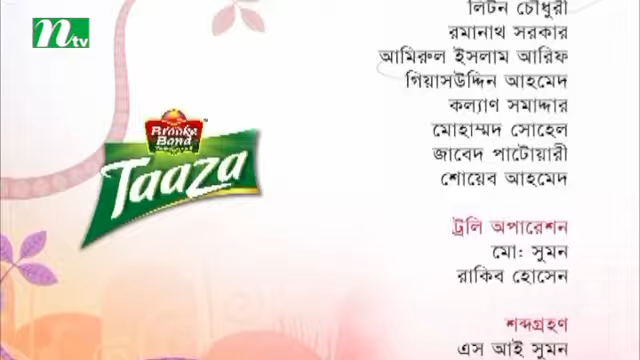 ntv
লিটন চৌধুরী
রমানাথ সরকার
আমিরুল ইসলাম আরিফ
গিয়াসউদ্দিন আহমেদ
কল্যাণ সমাদ্দার
মোহাম্মদ সোহেল
জাবেদ পাটোয়ারী
শোয়েব আহমেদ
Brooke
Bond
Taaza
ট্রলি অপারেশন
মো: সুমন
রাকিব হোসেন
শব্দগ্রহণ
এস আই সুমন